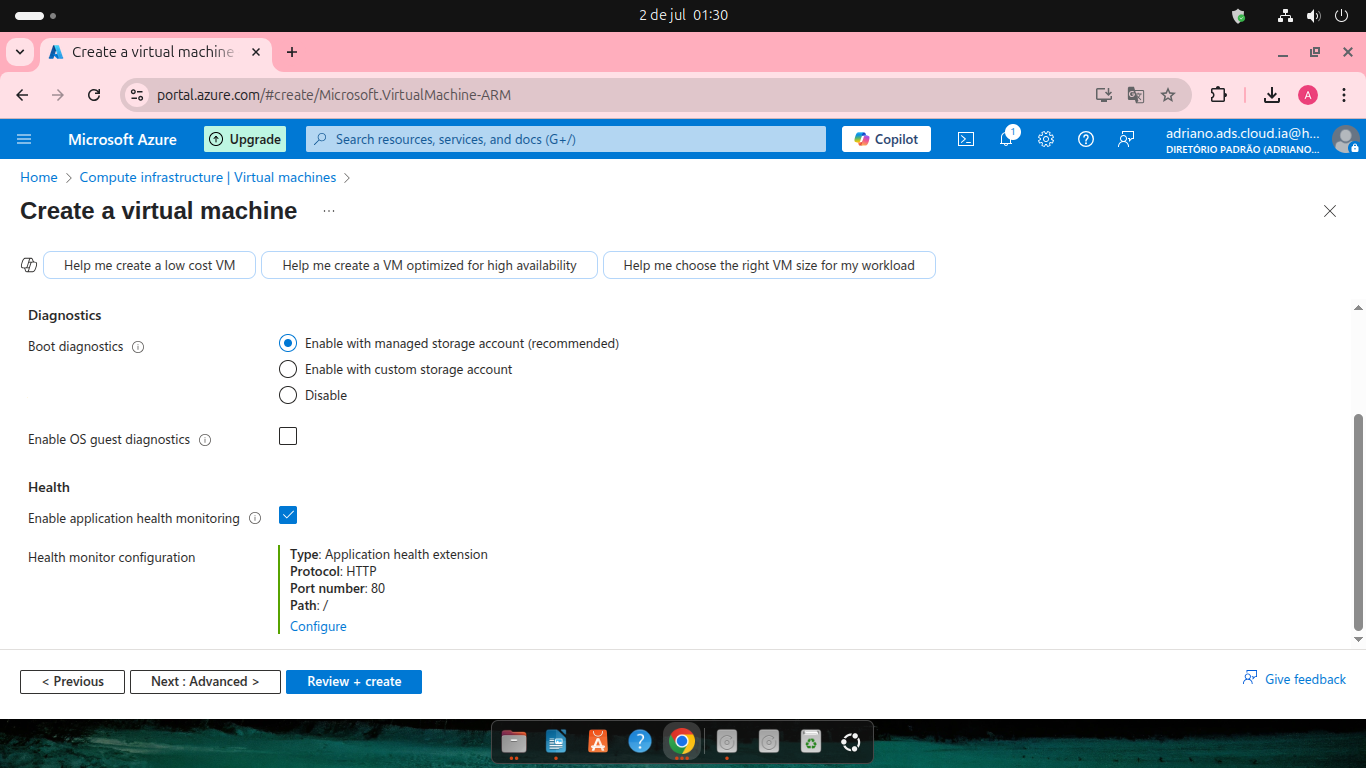 2 de jul 01:30
Create a virtual machine
portal.azure.com/#create/Microsoft.VirtualMachine-ARM
A
Microsoft Azure
Upgrade
Search resources, services, and docs (G+/)
Copilot
1
adriano.ads.cloud.ia@h...
DIRETÓRIO PADRÃO (ADRIANO...
Home > Compute infrastructure | Virtual machines >
Create a virtual machine ...
Help me create a low cost VM
Help me create a VM optimized for high availability
Help me choose the right VM size for my workload
Diagnostics
Boot diagnostics
Enable with managed storage account (recommended)
Enable with custom storage account
Disable
Enable OS guest diagnostics
Health
Enable application health monitoring
Health monitor configuration
Type: Application health extension
Protocol: HTTP
Port number: 80
Path: /
Configure
< Previous
Next : Advanced >
Review + create
Give feedback